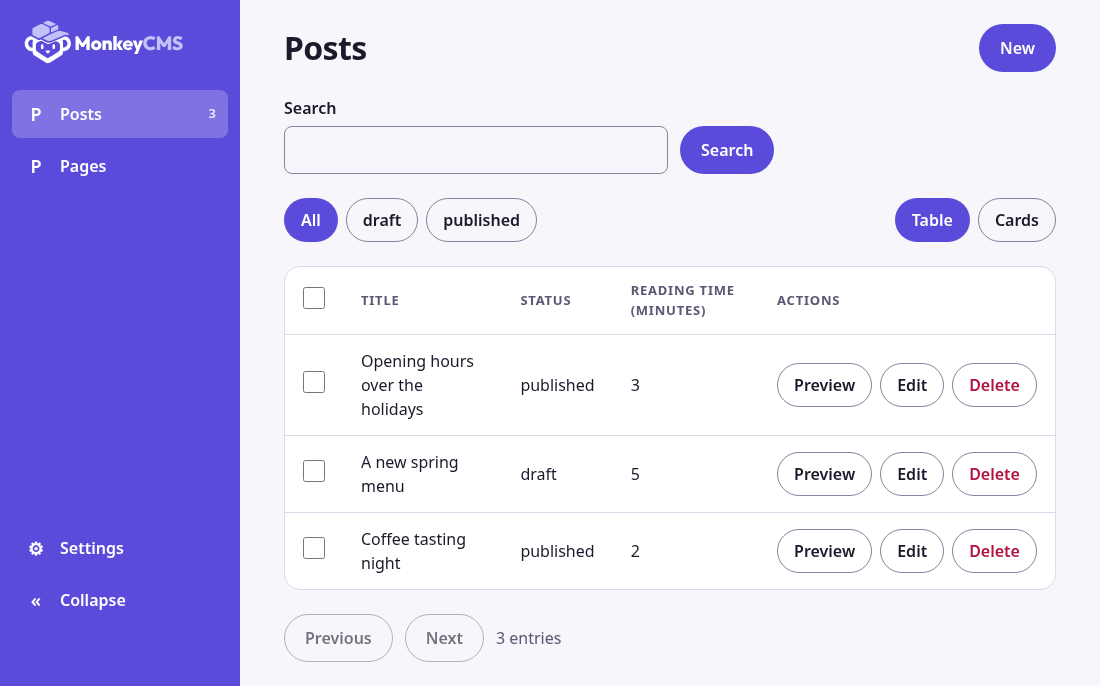 MonkeyCMS
P Posts 3
P Pages
⚙ Settings
« Collapse
Posts
New
Search
Search
All draft published
Table Cards
TITLE STATUS READING TIME (MINUTES) ACTIONS
Opening hours
over the
holidays
published 3 Preview Edit Delete
A new spring
menu
draft 5 Preview Edit Delete
Coffee tasting
night
published 2 Preview Edit Delete
Previous Next 3 entries